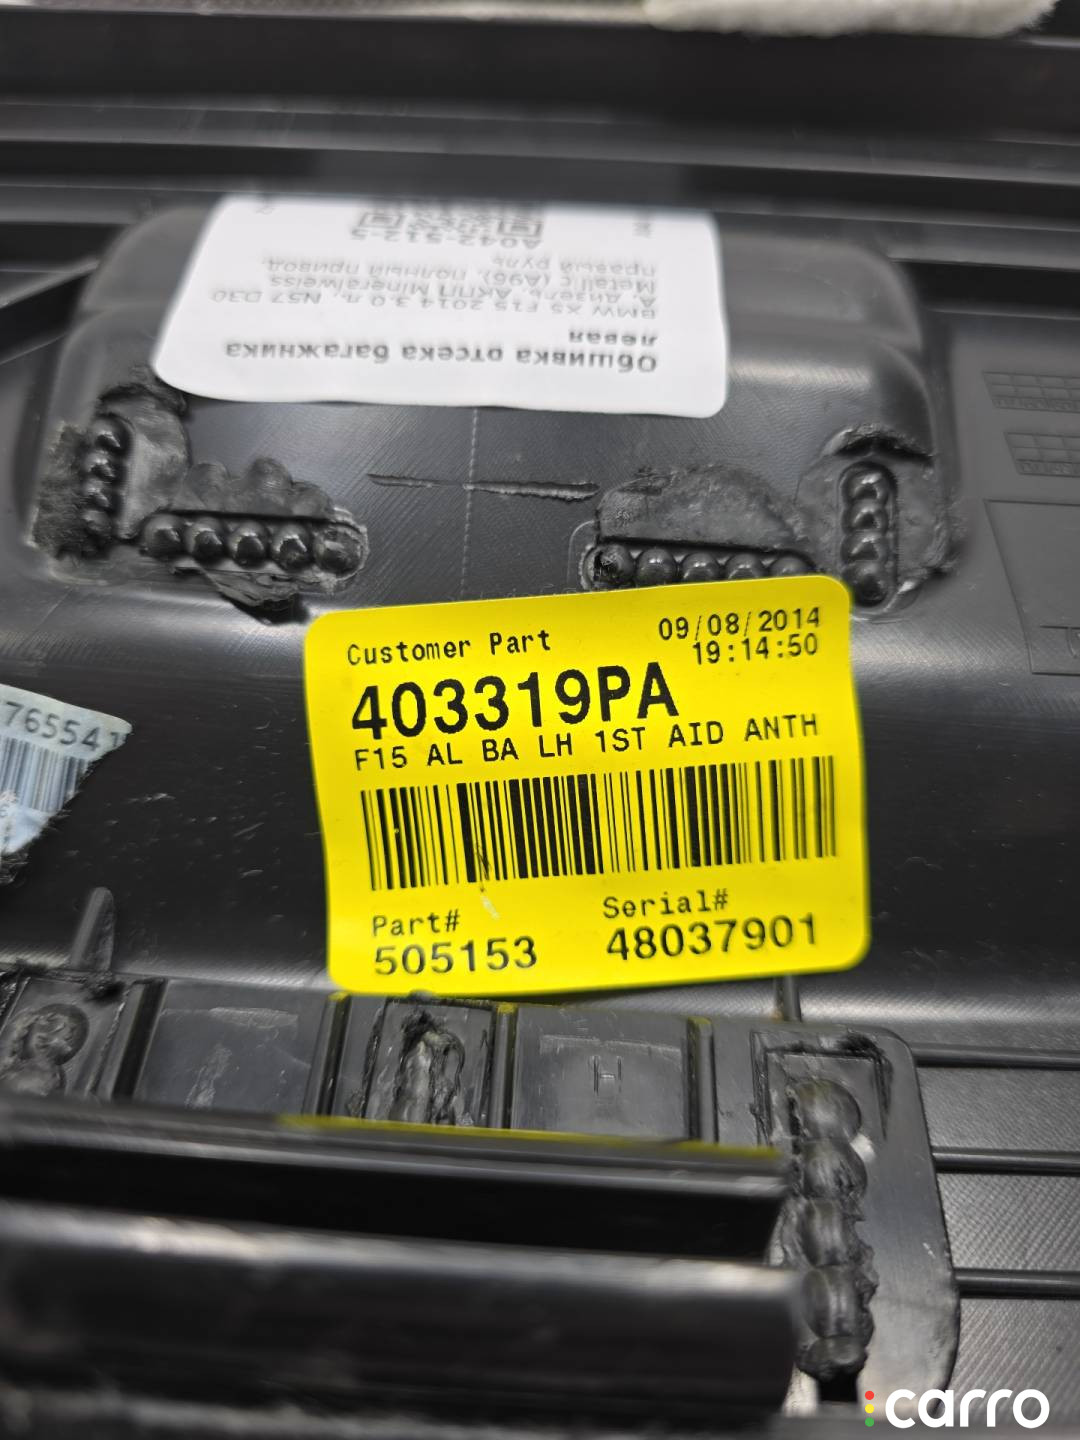 Обшивка отсека багажника
левая
BMW X5 F15 2014 3.0 л., N57 D30
A, дизель, АКПП Mineralweiss
Metallic (A96), полный привод,
правый руль
A042-512-5
Customer Part
09/08/2014
19:14:50
403319PA
F15 AL BA LH 1ST AID ANTH
Part#
505153
Serial#
48037901
H
carro